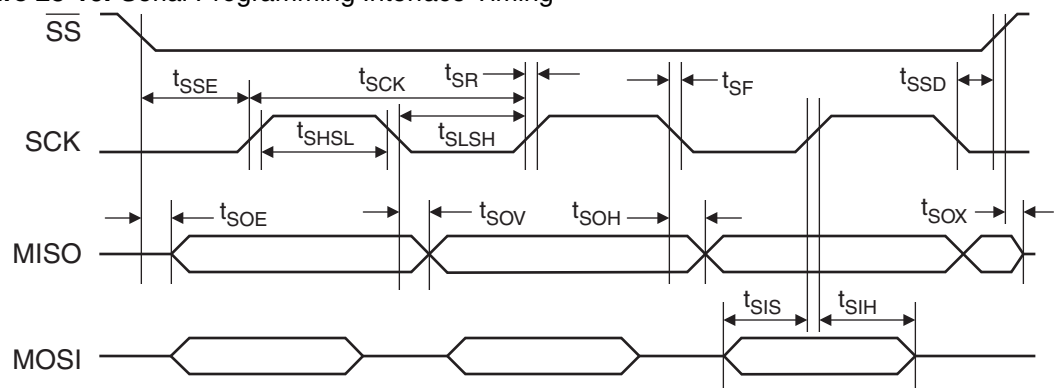 Serial Programming Interface Timing
SS
tSSE
tSCK
tSR
tSF
tSSD
SCK
tSHSL
tSLSH
tSOE
tSOV
tSOH
tSOX
MISO
tSIS
tSIH
MOSI